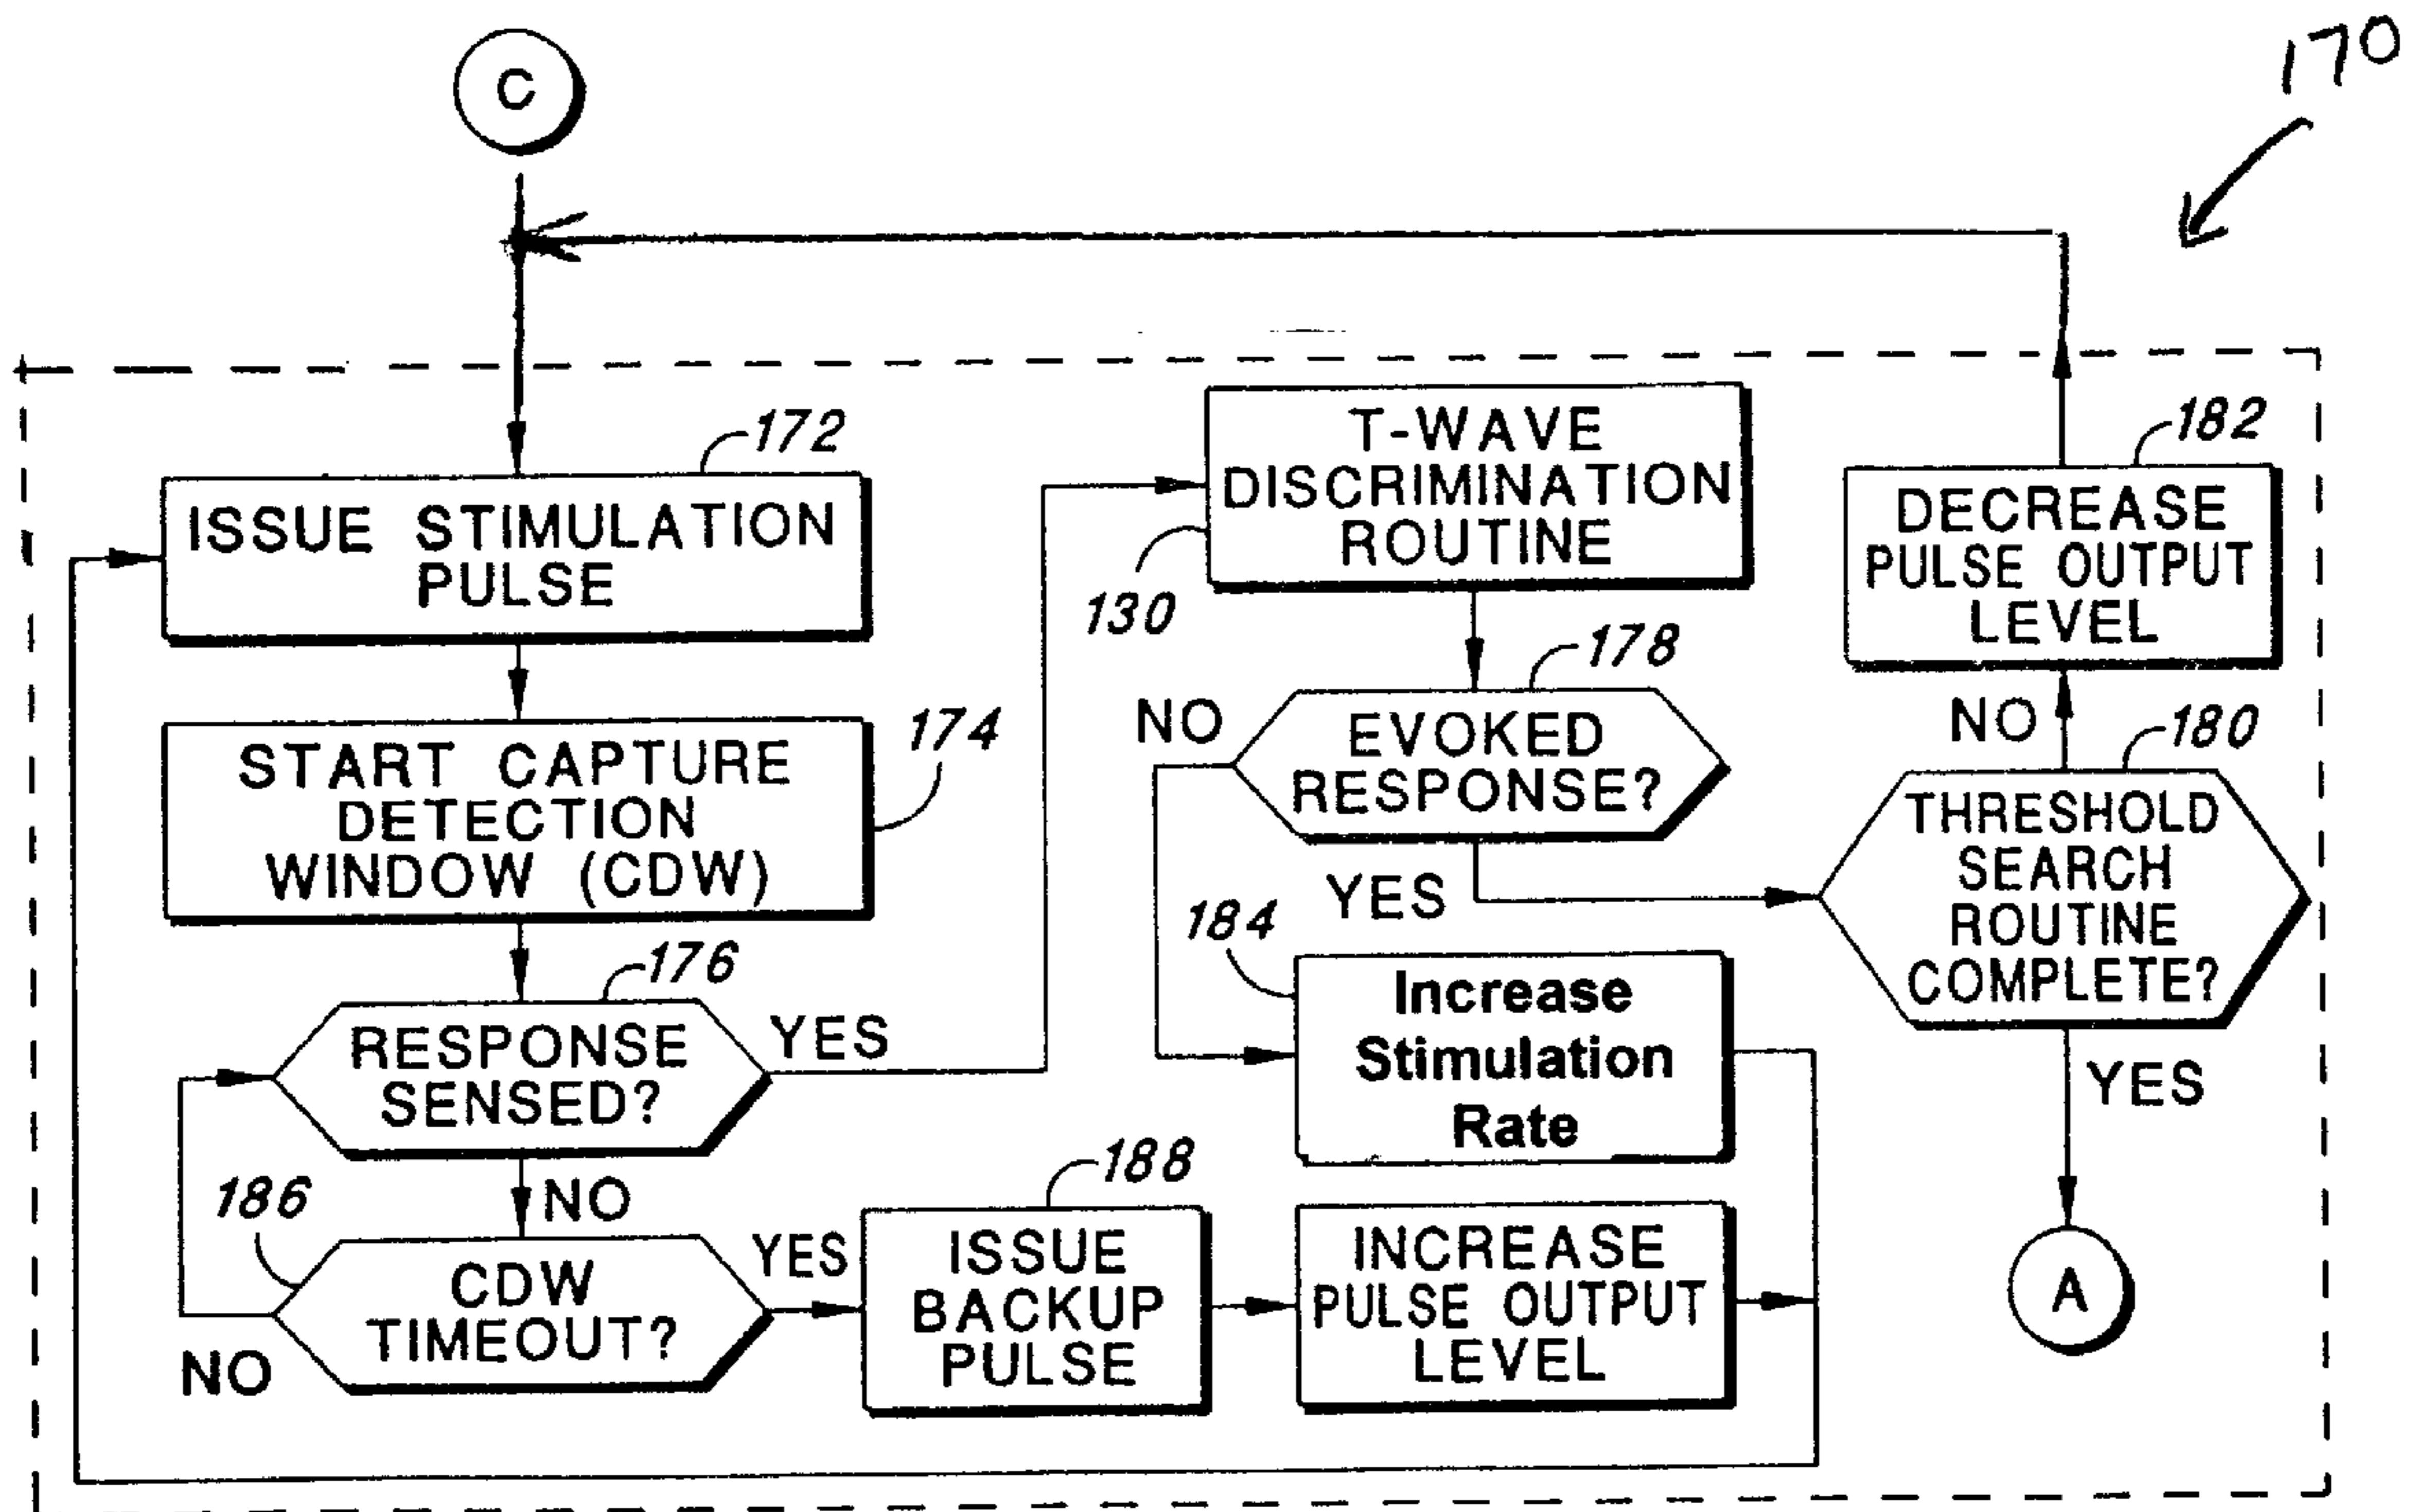 170
C
172
ISSUE STIMULATION
PULSE
174
START CAPTURE
DETECTION
WINDOW (CDW)
176
RESPONSE
SENSED?
YES
NO
186
CDW
TIMEOUT?
NO
YES
188
ISSUE
BACKUP
PULSE
INCREASE
PULSE OUTPUT
LEVEL
T-WAVE
DISCRIMINATION
ROUTINE
130
178
EVOKED
RESPONSE?
NO
YES
184
Increase
Stimulation
Rate
182
DECREASE
PULSE OUTPUT
LEVEL
NO
180
THRESHOLD
SEARCH
ROUTINE
COMPLETE?
YES
A